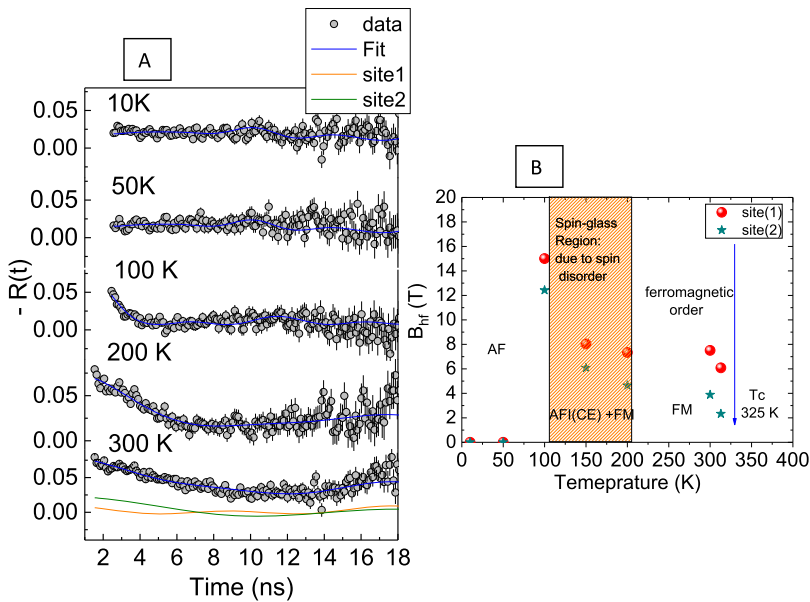 A
data
Fit
site1
site2
10K
50K
100 K
200 K
300 K
0.05
0.00
0.05
0.00
0.05
0.00
0.05
0.00
0.05
0.00
- R(t)
2 4 6 8 10 12 14 16 18
Time (ns)
B
20
18
16
14
12
10
8
6
4
2
0
B_hf (T)
site(1)
site(2)
Spin-glass
Region:
due to spin
disorder
ferromagnetic
order
AF
AFI(CE) +FM
FM
Tc
325 K
0 50 100 150 200 250 300 350 400
Temeprature (K)